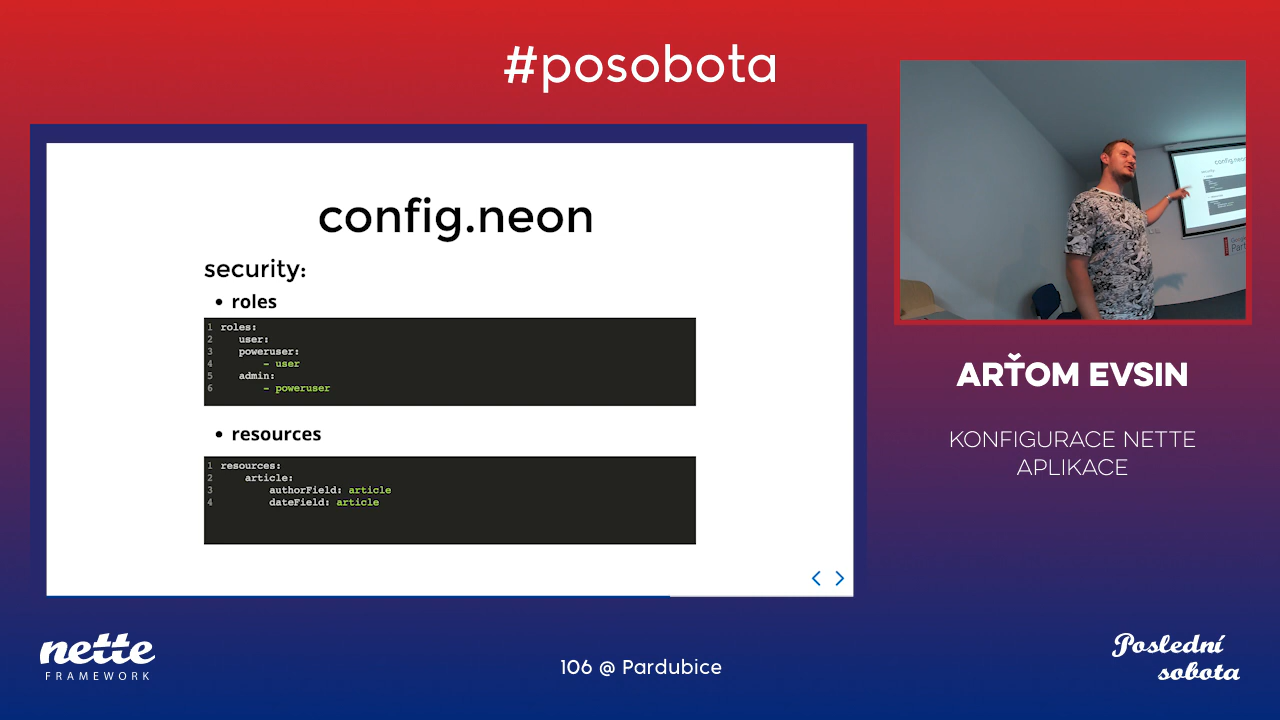 #posobota
config.neon
security:
• roles
1 roles:
2 user:
3 poweruser:
4 - user
5 admin:
6 - poweruser
• resources
1 resources:
2 article:
3 authorField: article
4 dateField: article
config.neon
ARŤOM EVSIN
KONFIGURACE NETTE
APLIKACE
nette
FRAMEWORK
106 @ Pardubice
Poslední
sobota